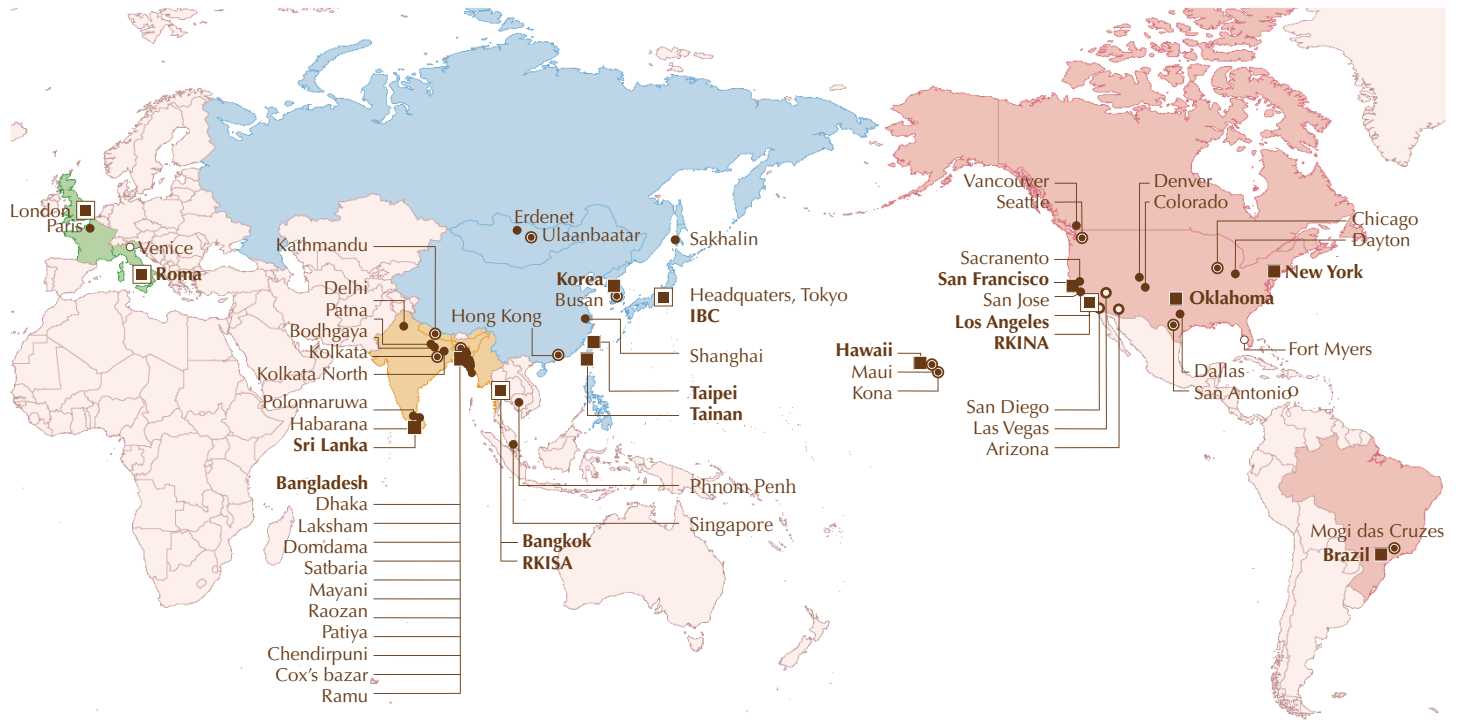 London
Paris
Venice
Roma
Kathmandu
Delhi
Patna
Bodhgaya
Kolkata
Kolkata North
Polonnaruwa
Habarana
Sri Lanka
Bangladesh
Dhaka
Laksham
Domdama
Satbaria
Mayani
Raozan
Patiya
Chendirpuni
Cox's bazar
Ramu
Erdenet
Ulaanbaatar
Sakhalin
Korea
Busan
Headquaters, Tokyo
IBC
Hong Kong
Shanghai
Taipei
Tainan
Phnom Penh
Singapore
Bangkok
RKISA
Hawaii
Maui
Kona
Vancouver
Seattle
Sacranento
San Francisco
San Jose
Los Angeles
RKINA
San Diego
Las Vegas
Arizona
Denver
Colorado
Chicago
Dayton
New York
Oklahoma
Fort Myers
Dallas
San Antonio
Mogi das Cruzes
Brazil